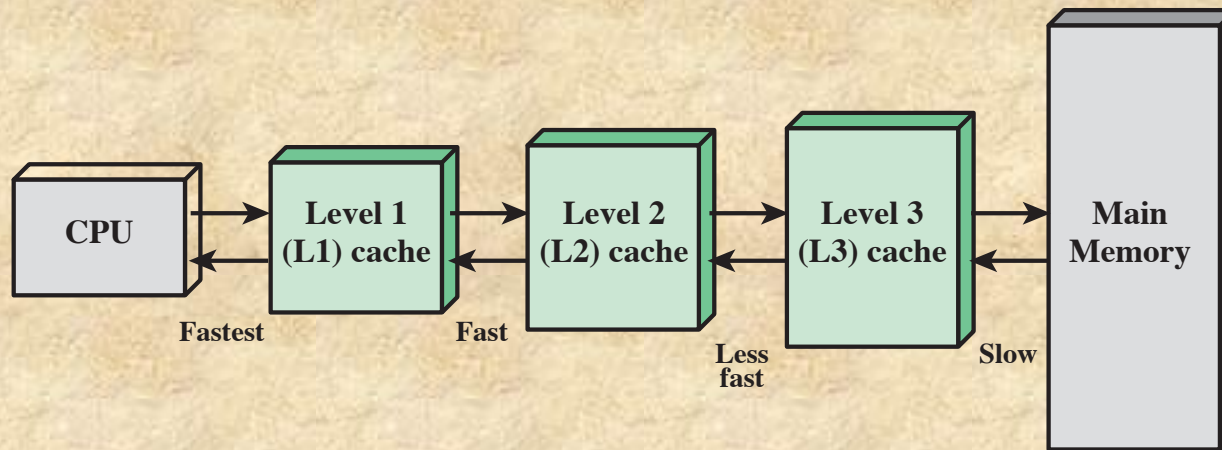 CPU
Level 1
(L1) cache
Level 2
(L2) cache
Level 3
(L3) cache
Main
Memory
Fastest
Fast
Less
fast
Slow